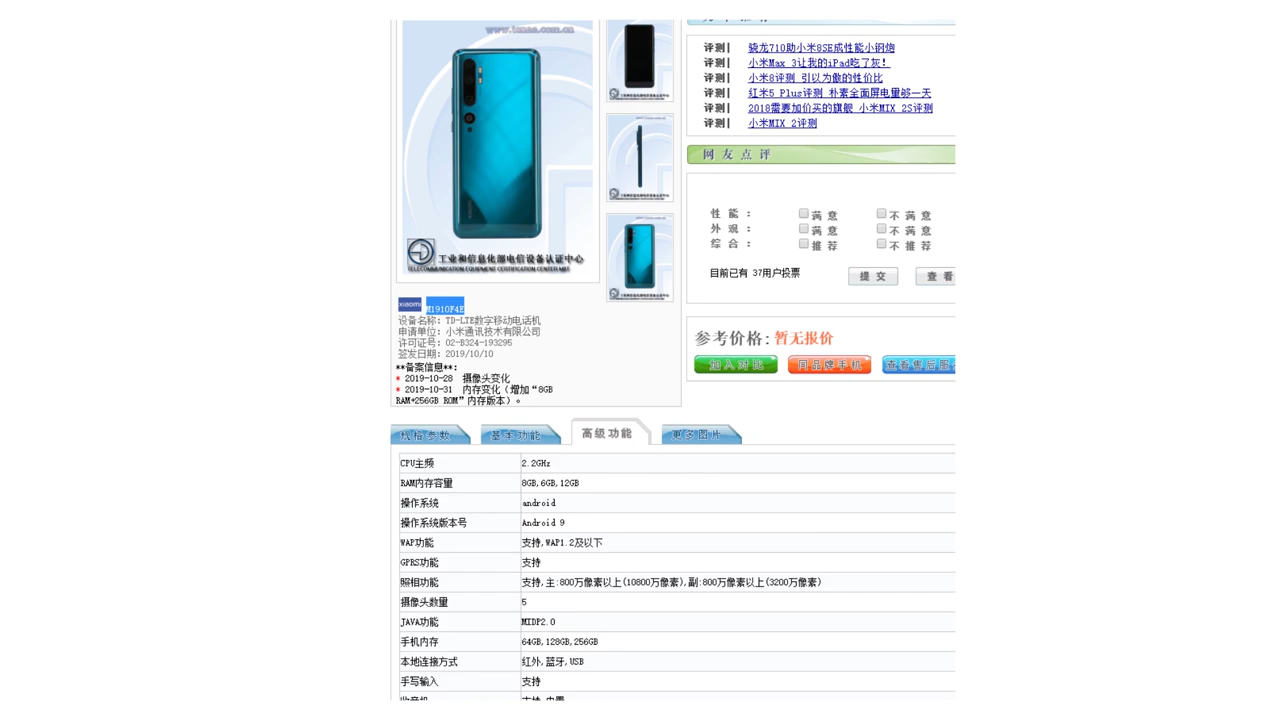 www.tenaa.com.cn
工业和信息化部电信设备认证中心
TELECOMMUNICATION EQUIPMENT CERTIFICATION CENTER MIIT
xiaomi M1910F4E
设备名称: TD-LTE数字移动电话机
申请单位: 小米通讯技术有限公司
许可证号: 02-B324-193295
签发日期: 2019/10/10
**备案信息**:
* 2019-10-28 摄像头变化
* 2019-10-31 内存变化（增加“8GB
RAM+256GB ROM”内存版本）。
评测| 骁龙710助小米8SE成性能小钢炮
评测| 小米Max 3让我的iPad吃了灰！
评测| 小米8评测 引以为傲的性价比
评测| 红米5 Plus评测 朴素全面屏电量够一天
评测| 2018需要加价买的旗舰 小米MIX 2S评测
评测| 小米MIX 2评测
网友点评
性能: 满意 不满意
外观: 满意 不满意
综合: 推荐 不推荐
目前已有 37用户投票 提交 查看
参考价格: 暂无报价
加入对比 同品牌手机 查看售后服
规格参数 基本功能 高级功能 更多图片
CPU主频 2.2GHz
RAM内存容量 8GB,6GB,12GB
操作系统 android
操作系统版本号 Android 9
WAP功能 支持,WAP1.2及以下
GPRS功能 支持
照相功能 支持,主:800万像素以上(10800万像素),副:800万像素以上(3200万像素)
摄像头数量 5
JAVA功能 MIDP2.0
手机内存 64GB,128GB,256GB
本地连接方式 红外,蓝牙,USB
手写输入 支持